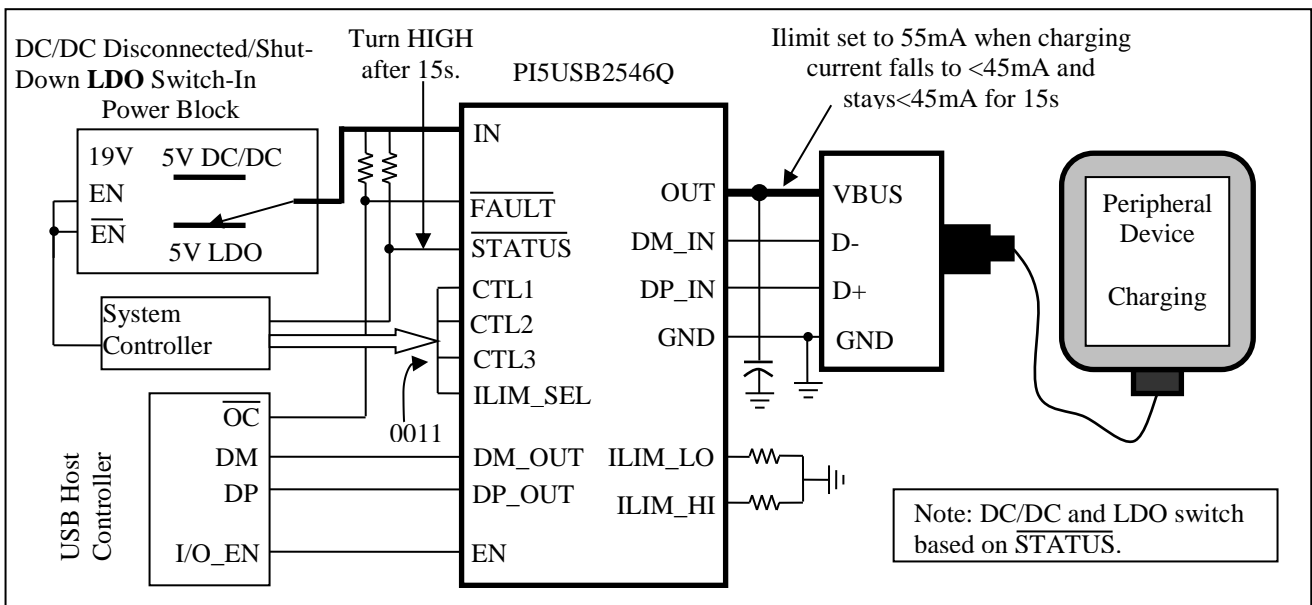 DC/DC Disconnected/Shut-
Down LDO Switch-In
Power Block
19V 5V DC/DC
EN
EN
5V LDO
Turn HIGH
after 15s.
PI5USB2546Q
Ilimit set to 55mA when charging
current falls to <45mA and
stays<45mA for 15s
IN
FAULT
STATUS
CTL1
CTL2
CTL3
ILIM_SEL
DM_OUT
DP_OUT
EN
OUT
DM_IN
DP_IN
GND
ILIM_LO
ILIM_HI
VBUS
D-
D+
GND
Peripheral
Device
Charging
System
Controller
0011
USB Host
Controller
OC
DM
DP
I/O_EN
Note: DC/DC and LDO switch
based on STATUS.